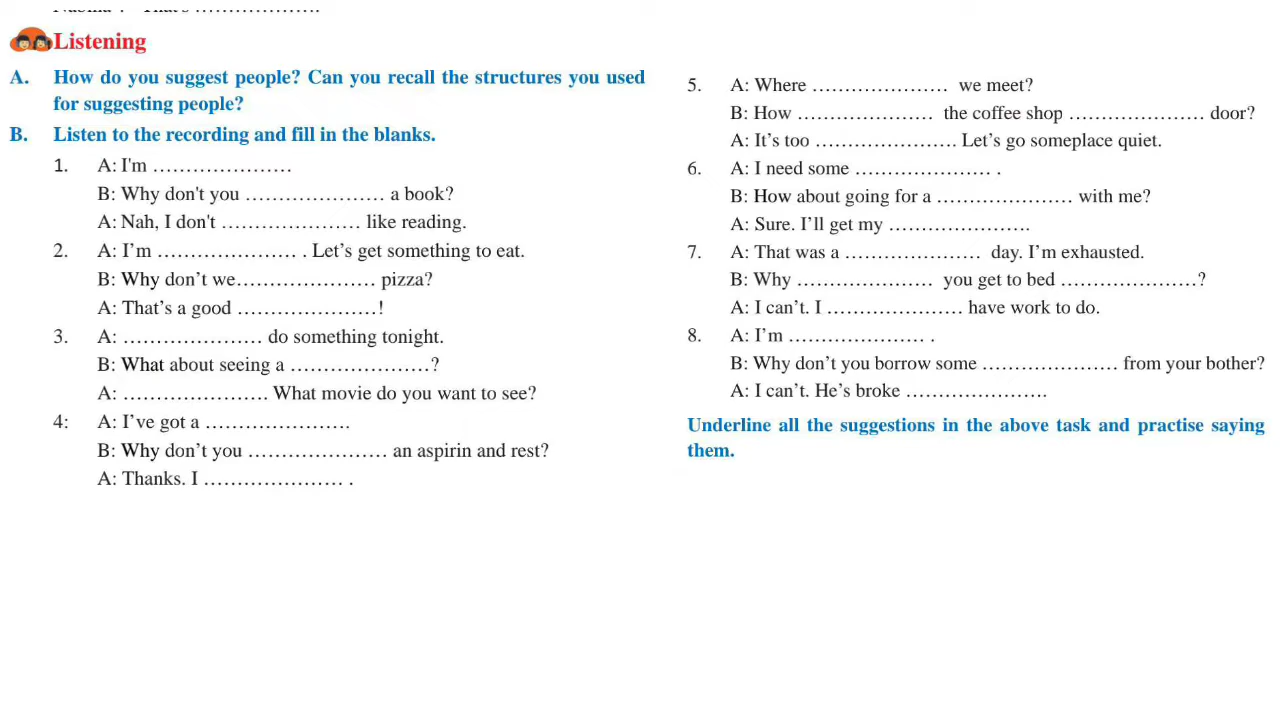 Listening
A. How do you suggest people? Can you recall the structures you used
for suggesting people?
B. Listen to the recording and fill in the blanks.
1. A: I'm …………………
B: Why don't you ………………… a book?
A: Nah, I don't ………………… like reading.
2. A: I’m ………………… . Let’s get something to eat.
B: Why don’t we………………… pizza?
A: That’s a good …………………!
3. A: ………………… do something tonight.
B: What about seeing a …………………?
A: …………………. What movie do you want to see?
4: A: I’ve got a ………………….
B: Why don’t you ………………… an aspirin and rest?
A: Thanks. I ………………… .
5. A: Where ………………… we meet?
B: How ………………… the coffee shop ………………… door?
A: It’s too …………………. Let’s go someplace quiet.
6. A: I need some ………………… .
B: How about going for a ………………… with me?
A: Sure. I’ll get my ………………….
7. A: That was a ………………… day. I’m exhausted.
B: Why ………………… you get to bed …………………?
A: I can’t. I ………………… have work to do.
8. A: I’m ………………… .
B: Why don’t you borrow some ………………… from your bother?
A: I can’t. He’s broke ………………….
Underline all the suggestions in the above task and practise saying
them.